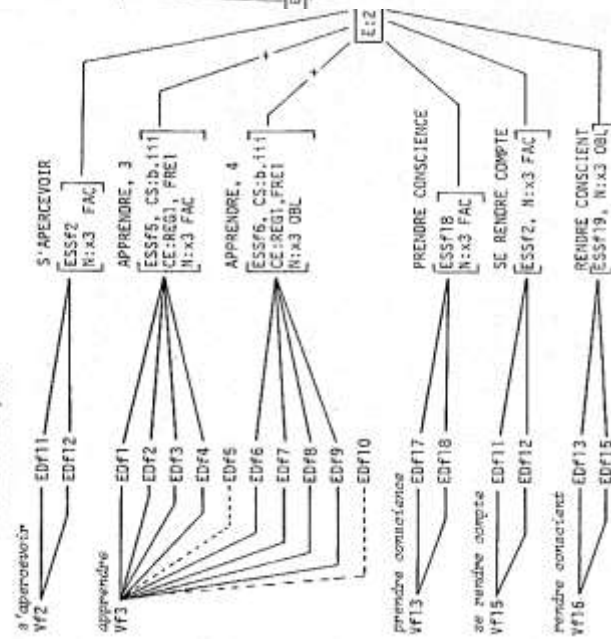 E:2
s'apercevoir
Vf2
EDf11
EDf12
S'APERCEVOIR
ESSf2
N:x3 FAC
apprendre
Vf3
EDf1
EDf2
EDf3
EDf4
EDf5
EDf6
EDf7
EDf8
EDf9
EDf10
APPRENDRE, 3
ESSf5, CS:b.iii
CE:REG1, FRE1
N:x3 FAC
APPRENDRE, 4
ESSf6, CS:b.iii
CE:REG1,FRE1
N:x3 OBL
prendre conscience
Vf13
EDf17
EDf18
PRENDRE CONSCIENCE
ESSf18
N:x3 FAC
se rendre compte
Vf15
EDf11
EDf12
SE RENDRE COMPTE
ESSf2, N:x3 FAC
rendre conscient
Vf16
EDf13
EDf15
RENDRE CONSCIENT
ESSf19, N:x3 OBL